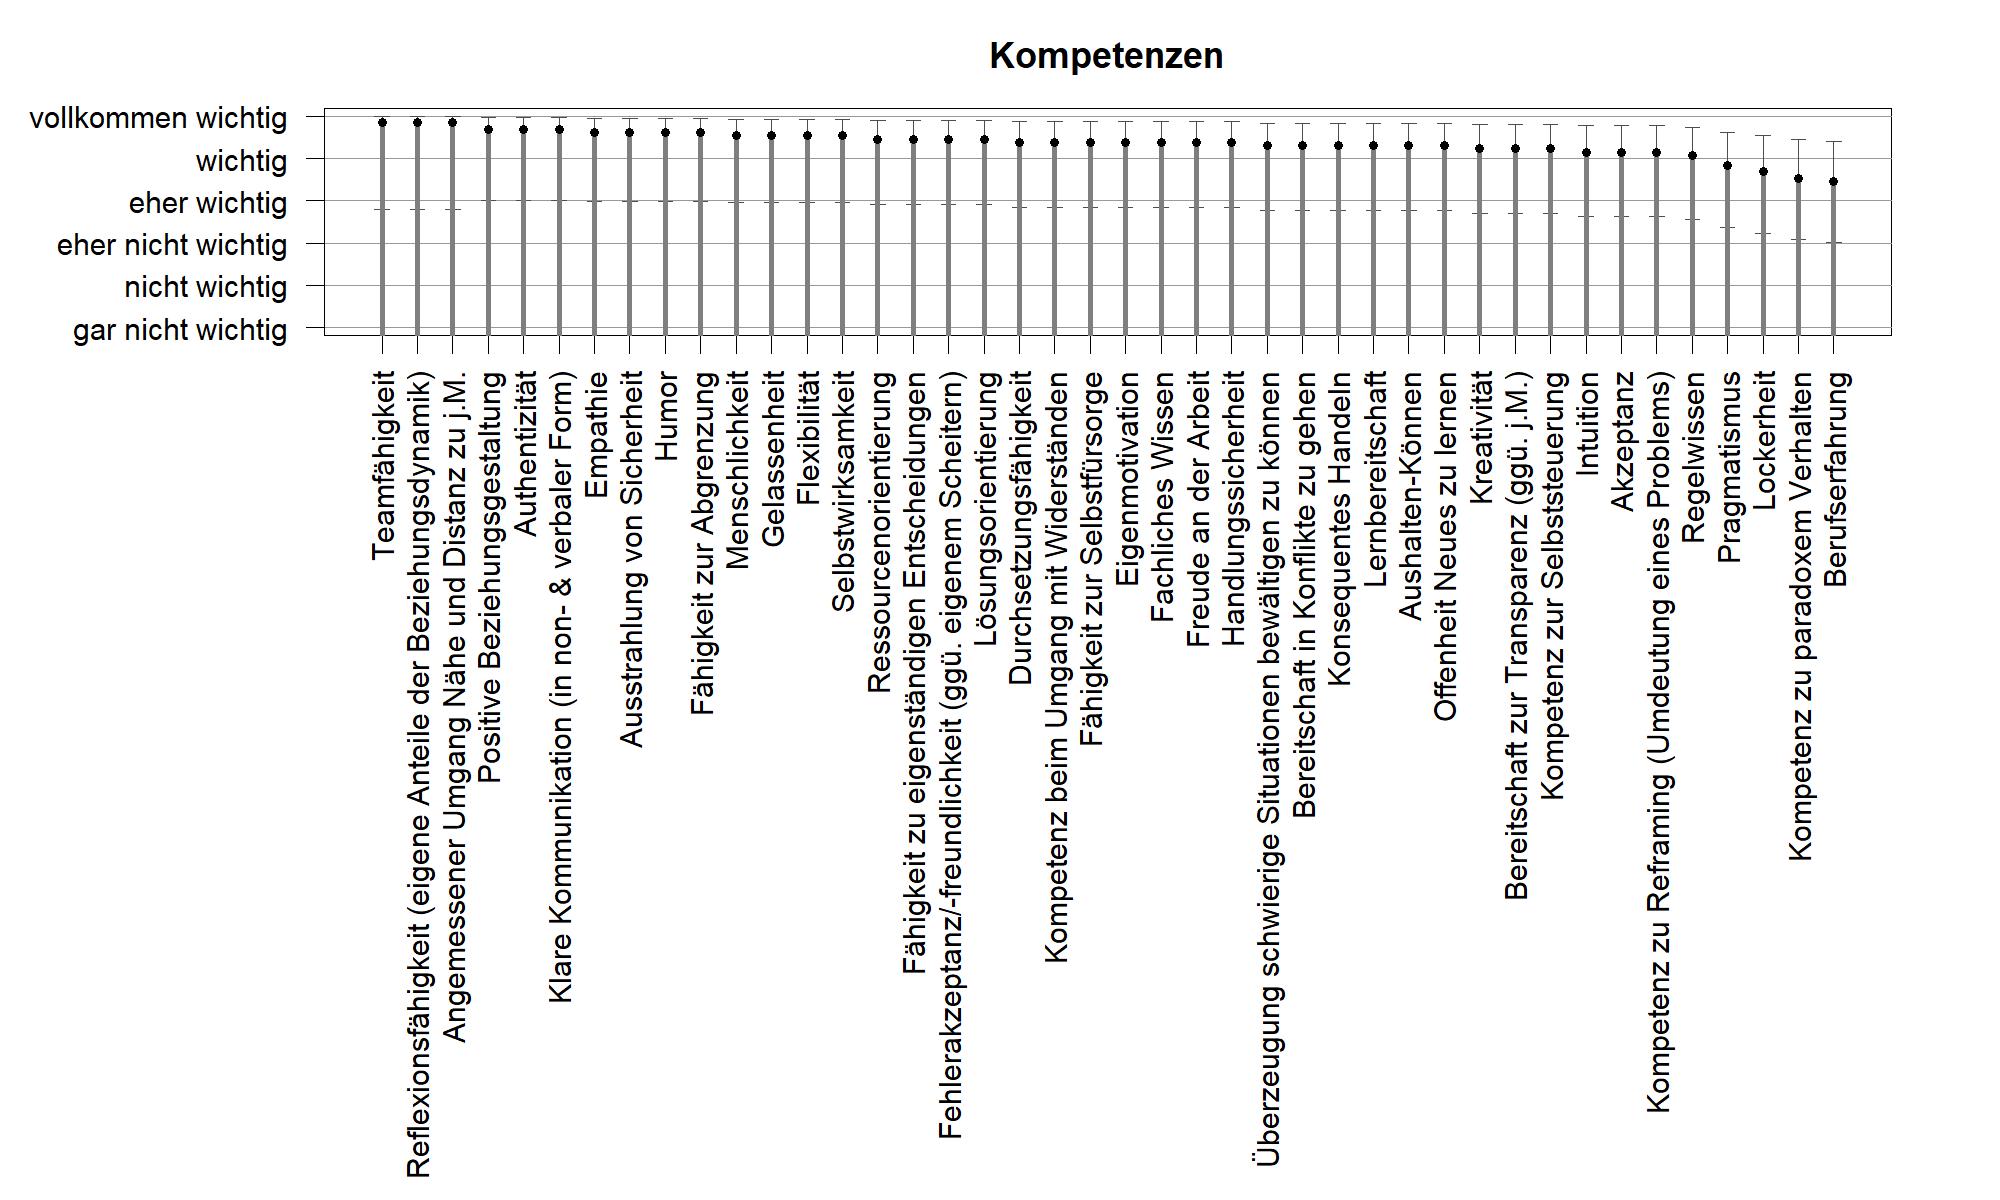 Kompetenzen
vollkommen wichtig
wichtig
eher wichtig
eher nicht wichtig
nicht wichtig
gar nicht wichtig
Teamfähigkeit
Reflexionsfähigkeit (eigene Anteile der Beziehungsdynamik)
Angemessener Umgang Nähe und Distanz zu j.M.
Positive Beziehungsgestaltung
Authentizität
Klare Kommunikation (in non- & verbaler Form)
Empathie
Ausstrahlung von Sicherheit
Humor
Fähigkeit zur Abgrenzung
Menschlichkeit
Gelassenheit
Flexibilität
Selbstwirksamkeit
Ressourcenorientierung
Fähigkeit zu eigenständigen Entscheidungen
Fehlerakzeptanz/-freundlichkeit (ggü. eigenem Scheitern)
Lösungsorientierung
Durchsetzungsfähigkeit
Kompetenz beim Umgang mit Widerständen
Fähigkeit zur Selbstfürsorge
Eigenmotivation
Fachliches Wissen
Freude an der Arbeit
Handlungssicherheit
Überzeugung schwierige Situationen bewältigen zu können
Bereitschaft in Konflikte zu gehen
Konsequentes Handeln
Lernbereitschaft
Aushalten-Können
Offenheit Neues zu lernen
Kreativität
Bereitschaft zur Transparenz (ggü. j.M.)
Kompetenz zur Selbststeuerung
Intuition
Akzeptanz
Kompetenz zu Reframing (Umdeutung eines Problems)
Regelwissen
Pragmatismus
Lockerheit
Kompetenz zu paradoxem Verhalten
Berufserfahrung